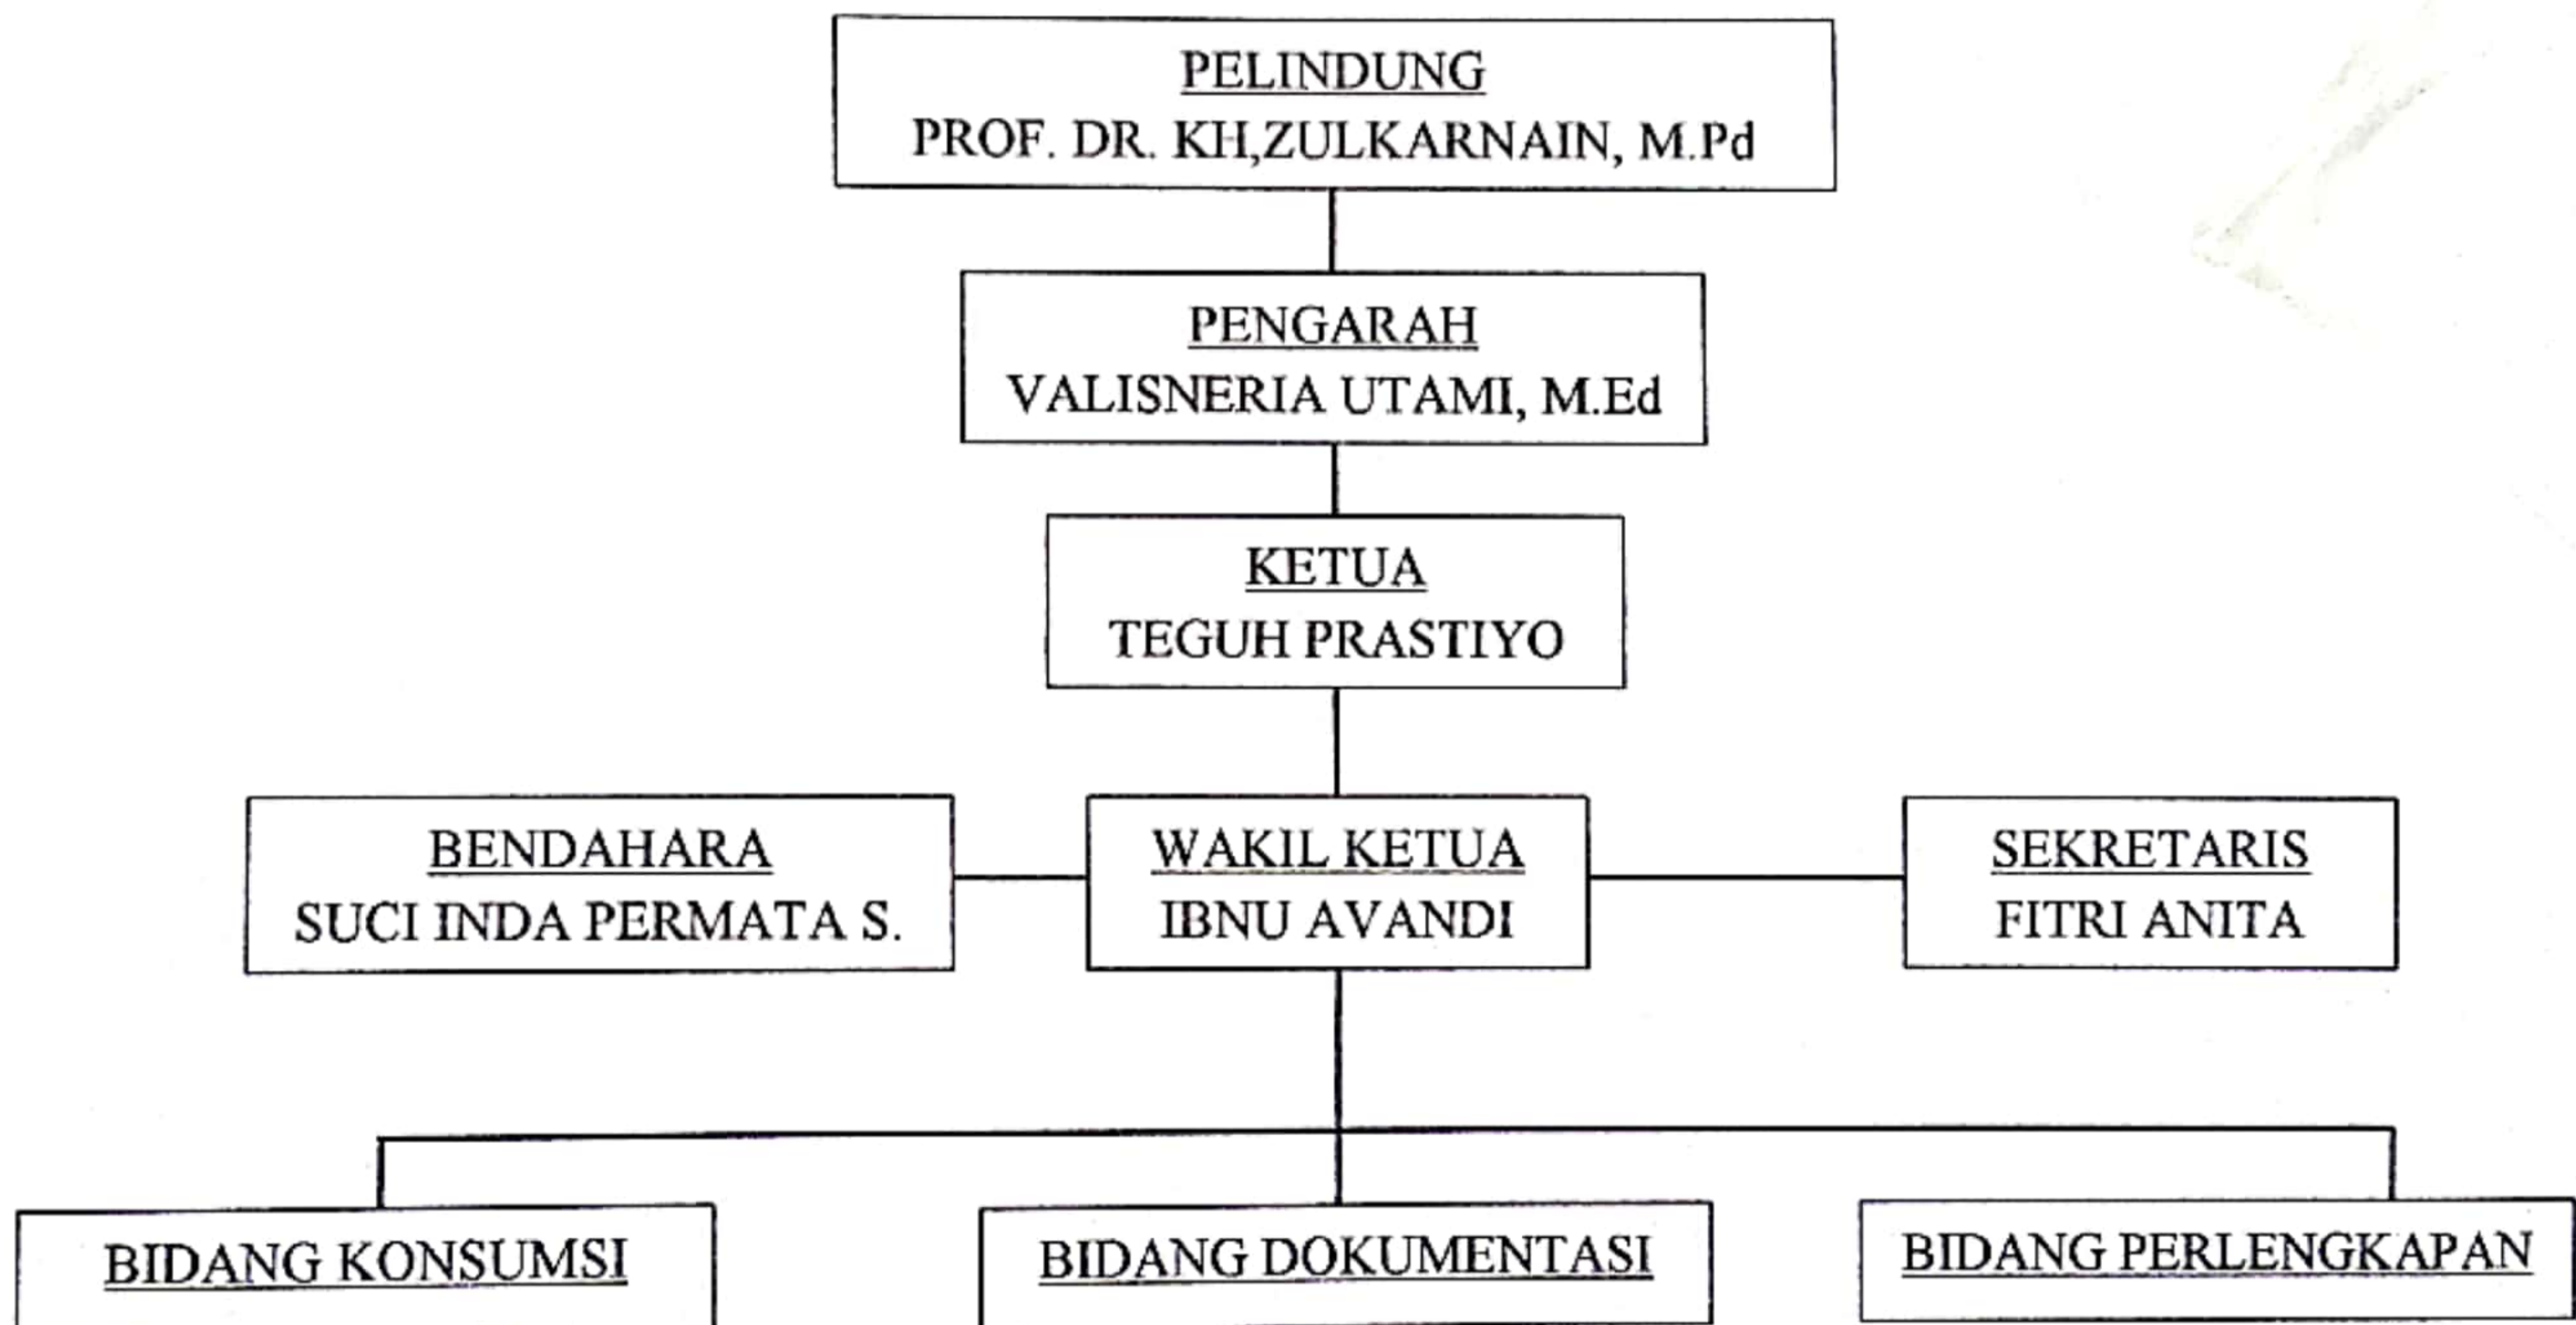 PELINDUNG
PROF. DR. KH,ZULKARNAIN, M.Pd
PENGARAH
VALISNERIA UTAMI, M.Ed
KETUA
TEGUH PRASTIYO
BENDAHARA
SUCI INDA PERMATA S.
WAKIL KETUA
IBNU AVANDI
SEKRETARIS
FITRI ANITA
BIDANG KONSUMSI
BIDANG DOKUMENTASI
BIDANG PERLENGKAPAN